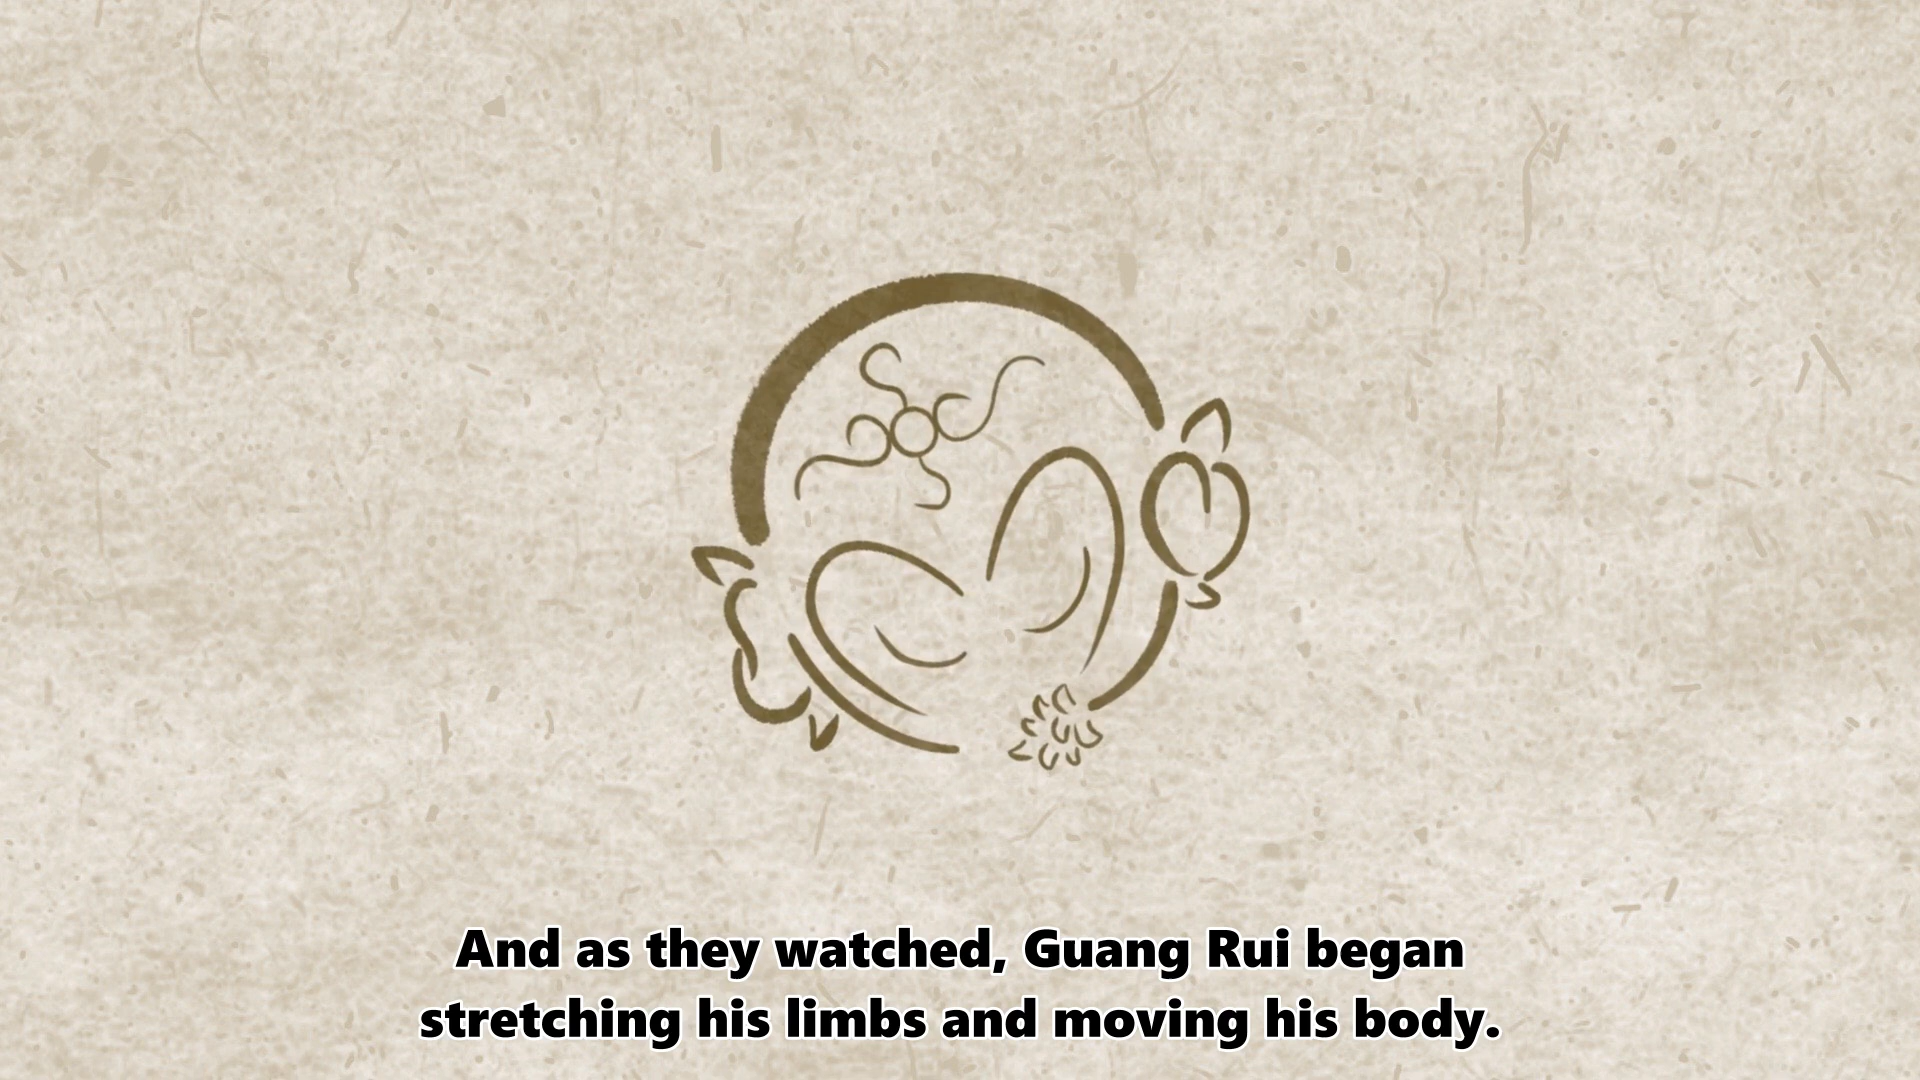 And as they watched, Guang Rui began
stretching his limbs and moving his body.